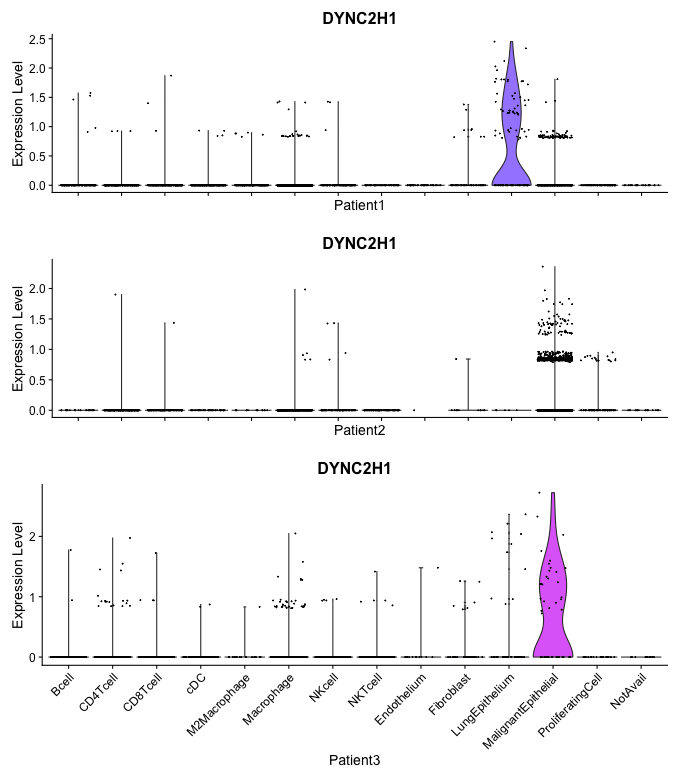 DYNC2H1
Expression Level
2.5
2.0
1.5
1.0
0.5
0.0
Patient1
DYNC2H1
Expression Level
2.0
1.5
1.0
0.5
0.0
Patient2
DYNC2H1
Expression Level
2
1
0
Bcell
CD4Tcell
CD8Tcell
cDC
M2Macrophage
Macrophage
NKcell
NKTcell
Endothelium
Fibroblast
LungEpithelium
MalignantEpithelial
ProliferatingCell
NotAvail
Patient3